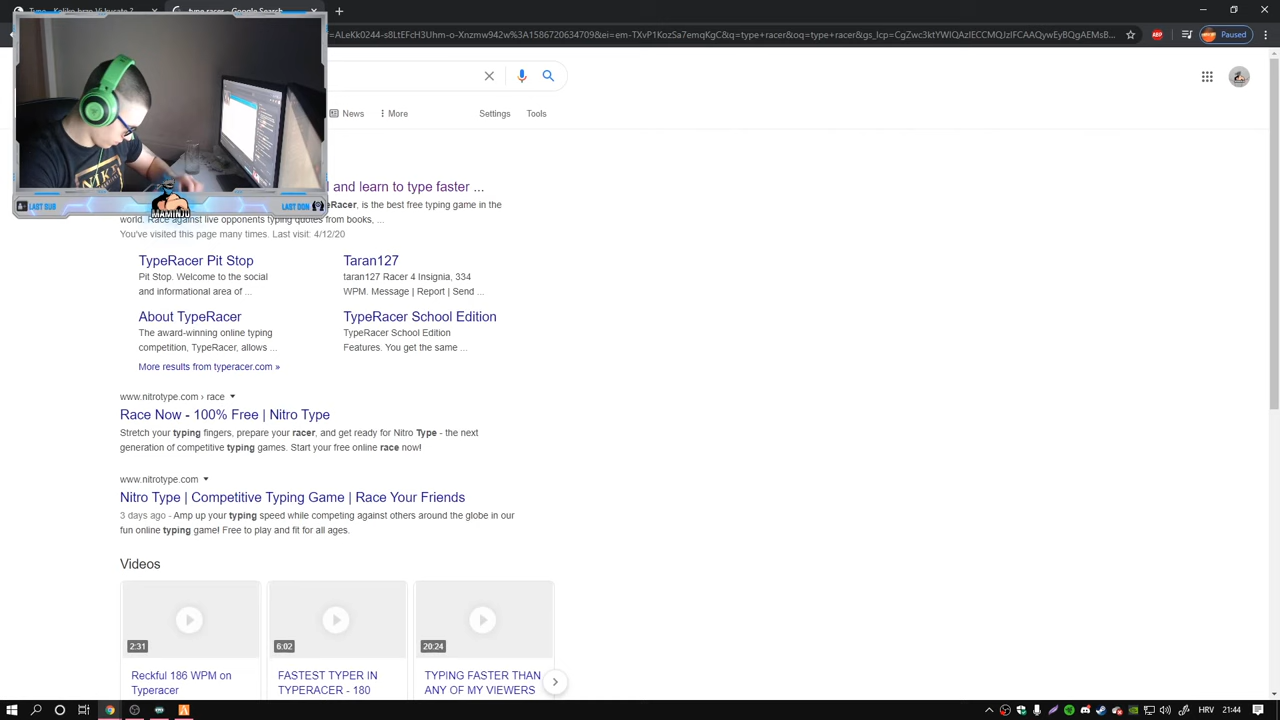 type racer - Google Search
=ALeKk0244-s8LtEFcH3Uhm-o-Xnzmw942w%3A1586720634709&ei=em-TXvP1KozSa7emqKgC&q=type+racer&oq=type+racer&gs_lcp=CgZwc3ktYWIQAzIECCMQJzIFCAAQywEyBQgAEMs...
Paused
ABP
News
More
Settings
Tools
and learn to type faster ...
eRacer, is the best free typing game in the
world. Race against live opponents typing quotes from books, ...
You've visited this page many times. Last visit: 4/12/20
TypeRacer Pit Stop
Pit Stop. Welcome to the social
and informational area of ...
Taran127
taran127 Racer 4 Insignia, 334
WPM. Message | Report | Send ...
About TypeRacer
The award-winning online typing
competition, TypeRacer, allows ...
TypeRacer School Edition
TypeRacer School Edition
Features. You get the same ...
More results from typeracer.com »
www.nitrotype.com › race
Race Now - 100% Free | Nitro Type
Stretch your typing fingers, prepare your racer, and get ready for Nitro Type - the next
generation of competitive typing games. Start your free online race now!
www.nitrotype.com
Nitro Type | Competitive Typing Game | Race Your Friends
3 days ago - Amp up your typing speed while competing against others around the globe in our
fun online typing game! Free to play and fit for all ages.
Videos
2:31
6:02
20:24
Reckful 186 WPM on
Typeracer
FASTEST TYPER IN
TYPERACER - 180
TYPING FASTER THAN
ANY OF MY VIEWERS
LAST SUB
MAMINJO
LAST DON
HRV
21:44